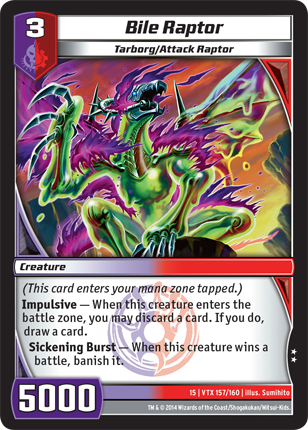 3
Bile Raptor
Tarborg/Attack Raptor
Creature
(This card enters your mana zone tapped.)
Impulsive — When this creature enters the
battle zone, you may discard a card. If you do,
draw a card.
Sickening Burst — When this creature wins a
battle, banish it.
5000
15 | VTX 157/160 | illus. Sumihito
TM & © 2014 Wizards of the Coast/Shogakukan/Mitsui-Kids.